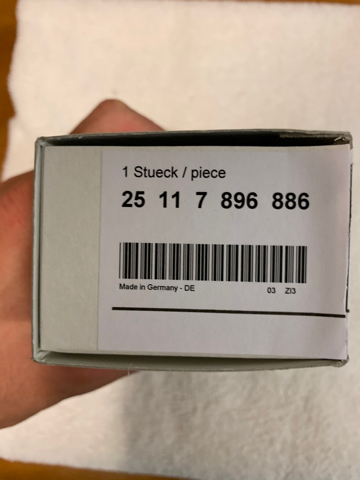 1 Stueck / piece
25 11 7 896 886
Made in Germany - DE 03 ZI3